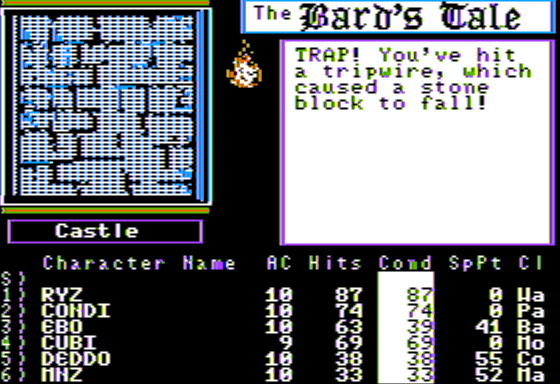 The Bard's Tale
TRAP! You've hit
a tripwire, which
caused a stone
block to fall!
Castle
Character Name AC Hits Cond SpPt Cl
S)
1) RYZ 10 87 87 0 Wa
2) CONDI 10 74 74 0 Pa
3) EBO 10 63 39 41 Ba
4) CUBI 9 69 69 0 Mo
5) DEDDO 10 38 38 55 Co
6) MNZ 10 33 33 52 Ma